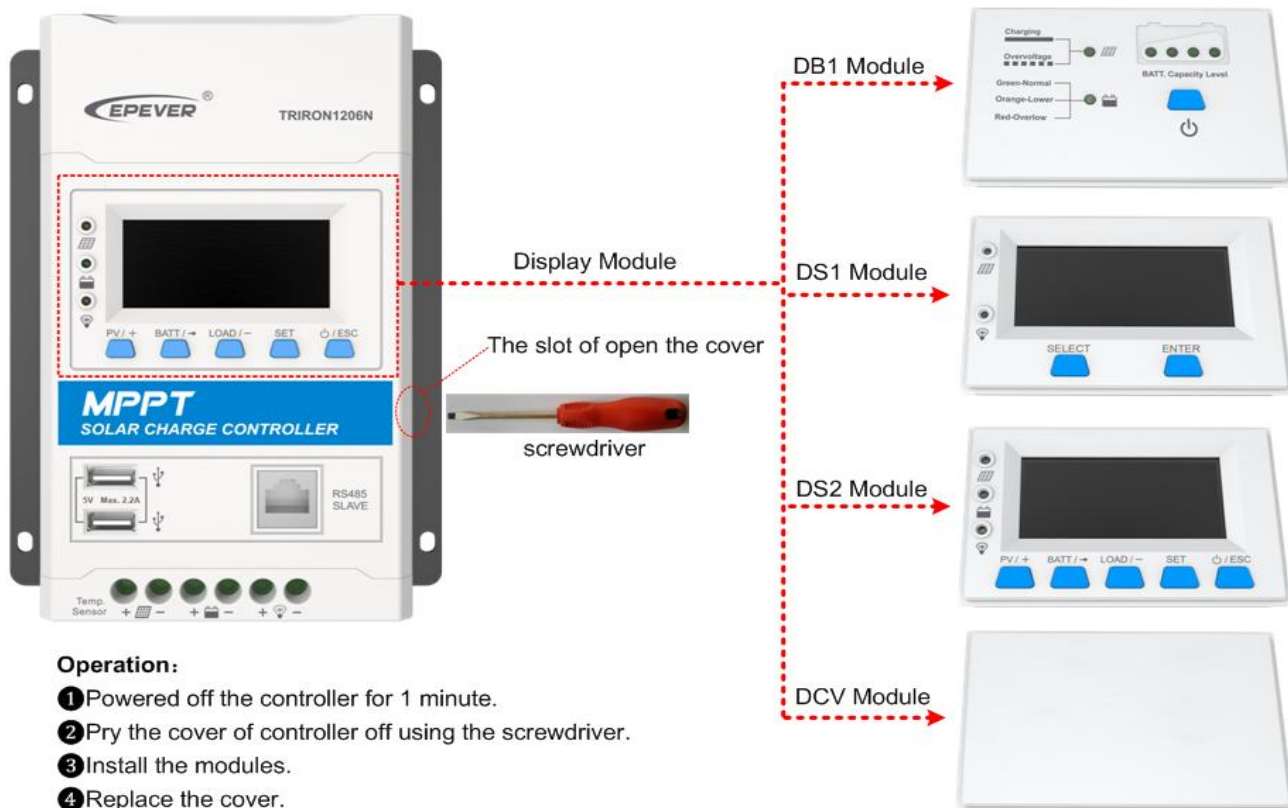 EPEVER®
TRIRON1206N
PV / + BATT / → LOAD / − SET ⏻ / ESC
MPPT
SOLAR CHARGE CONTROLLER
5V Max. 2.2A
RS485
SLAVE
Temp.
Sensor
+ − + − + −
Display Module
The slot of open the cover
screwdriver
DB1 Module
Charging
Overvoltage
Green-Normal
Orange-Lower
Red-Overlow
BATT. Capacity Level
DS1 Module
SELECT ENTER
DS2 Module
PV / + BATT / → LOAD / − SET ⏻ / ESC
DCV Module
Operation:
❶Powered off the controller for 1 minute.
❷Pry the cover of controller off using the screwdriver.
❸Install the modules.
❹Replace the cover.